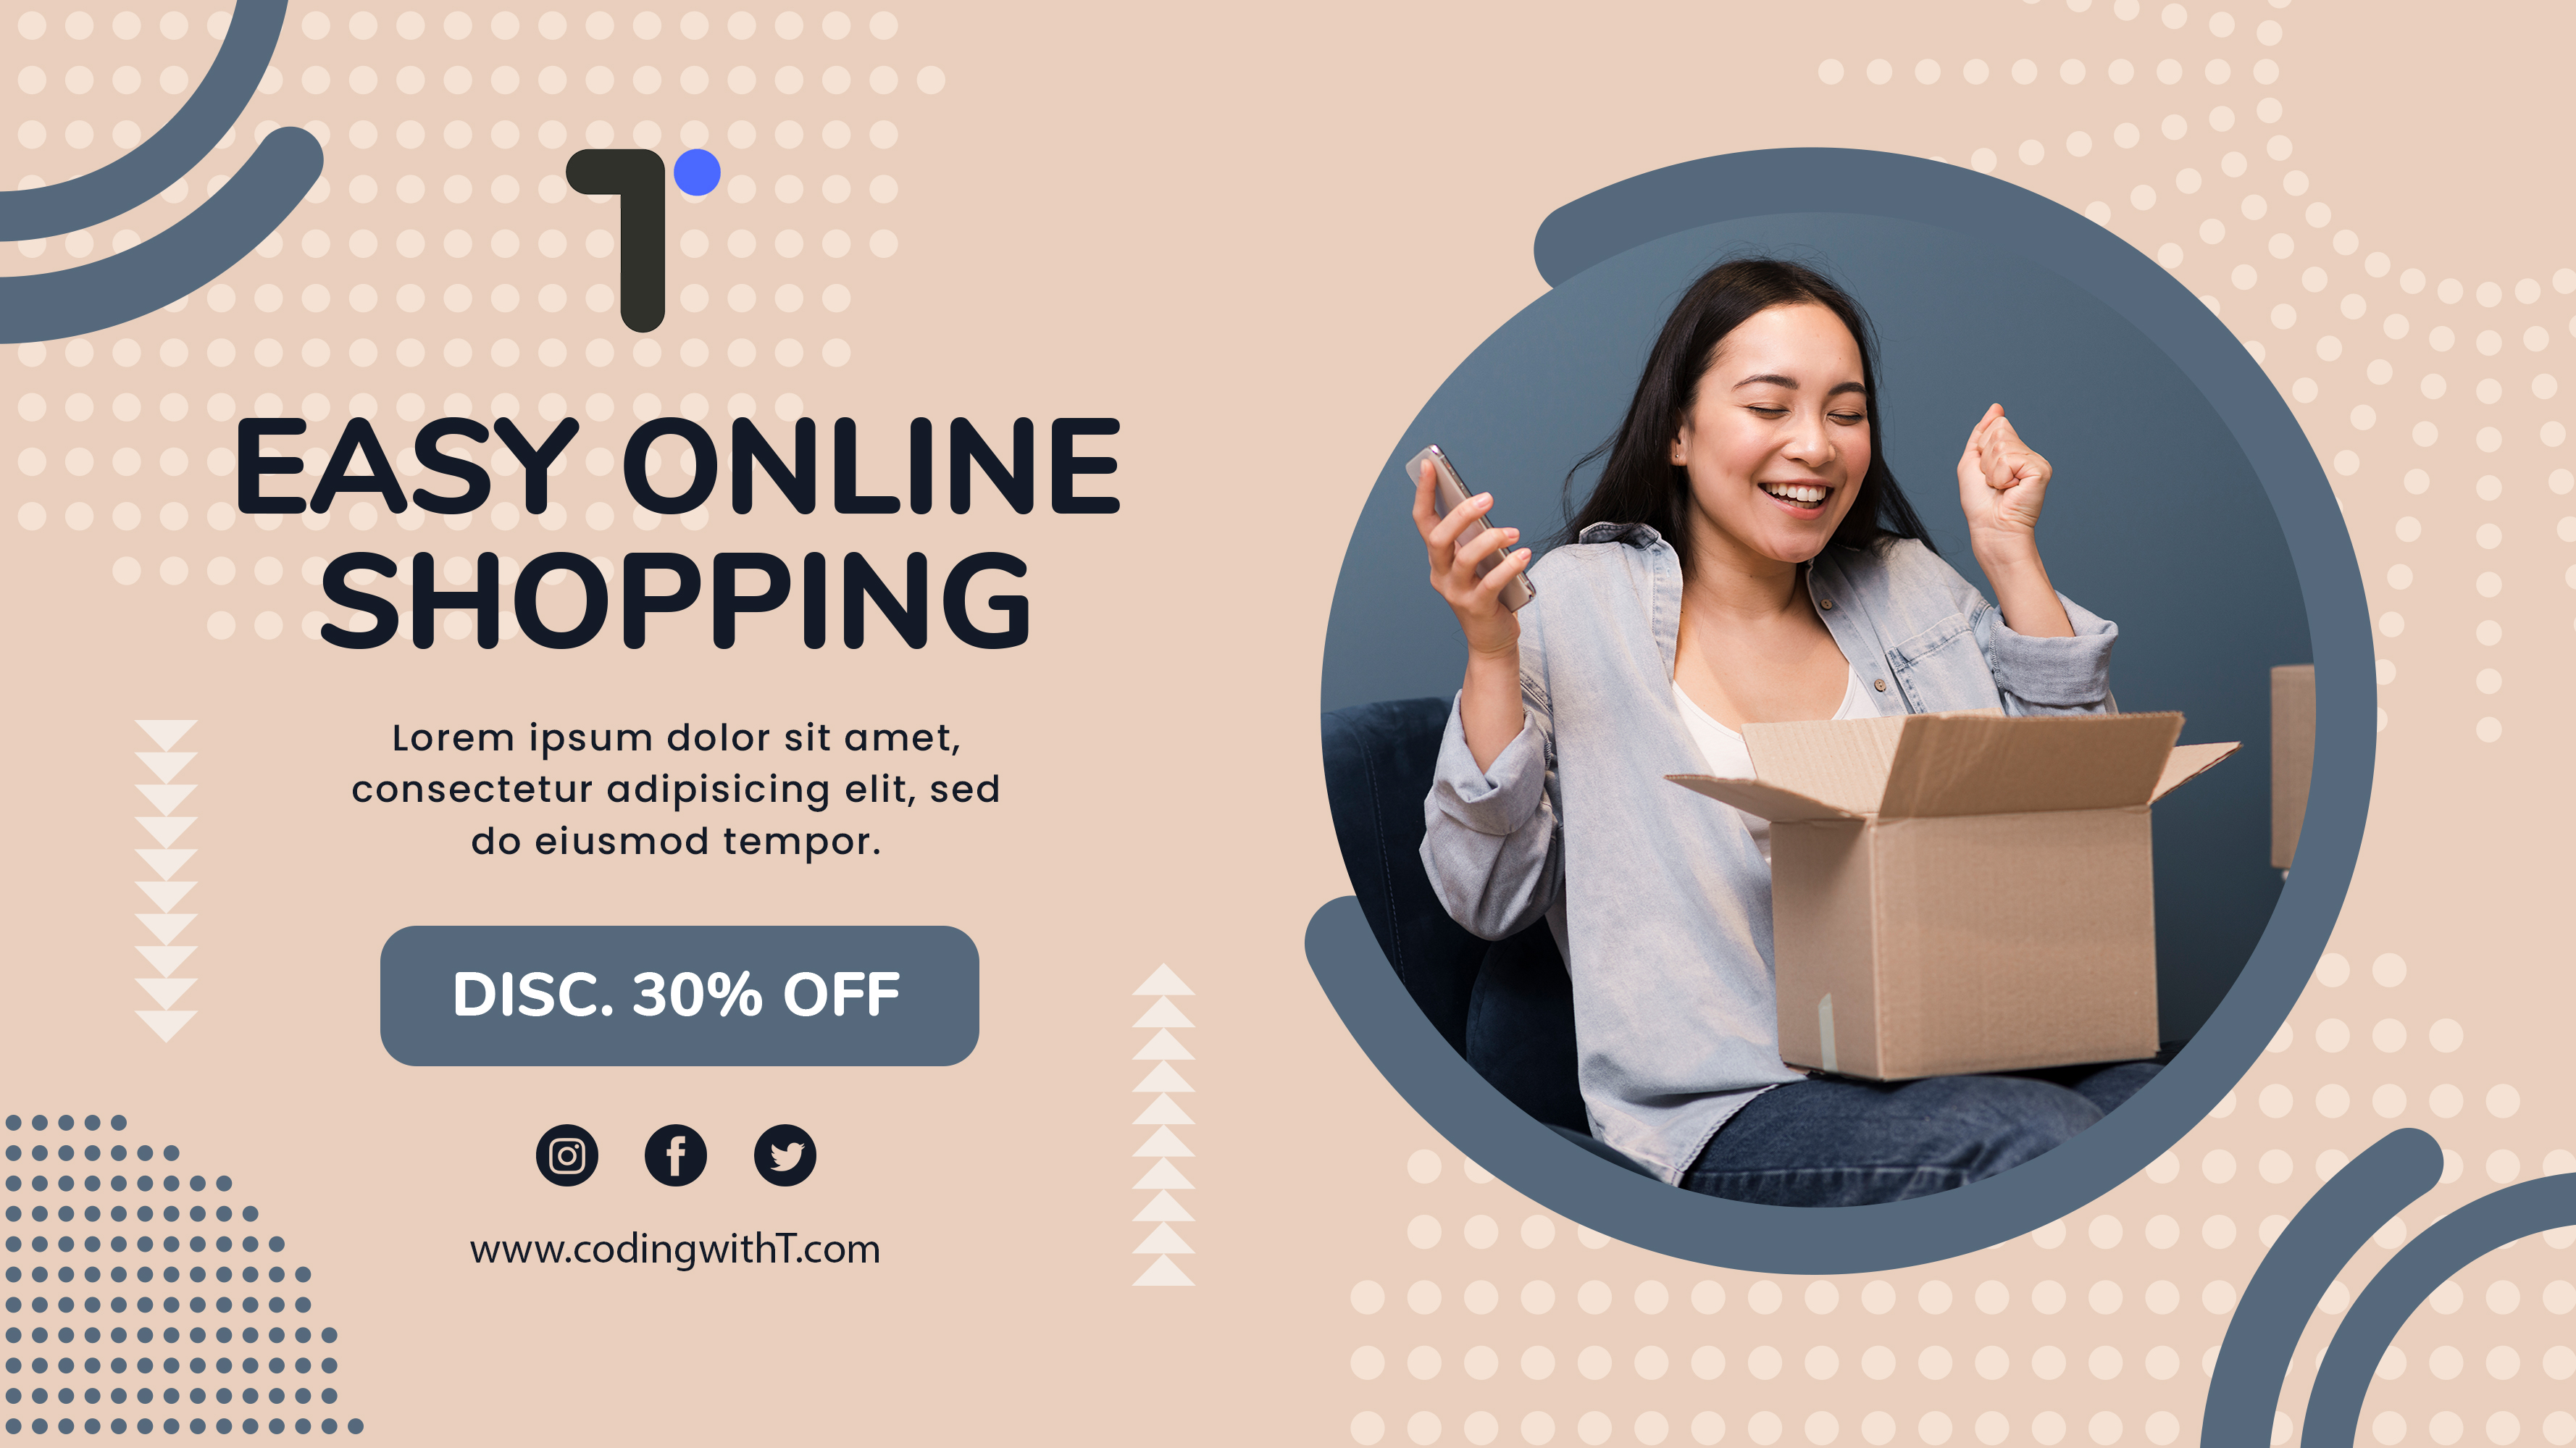 EASY ONLINE
SHOPPING
Lorem ipsum dolor sit amet,
consectetur adipisicing elit, sed
do eiusmod tempor.
DISC. 30% OFF
www.codingwithT.com